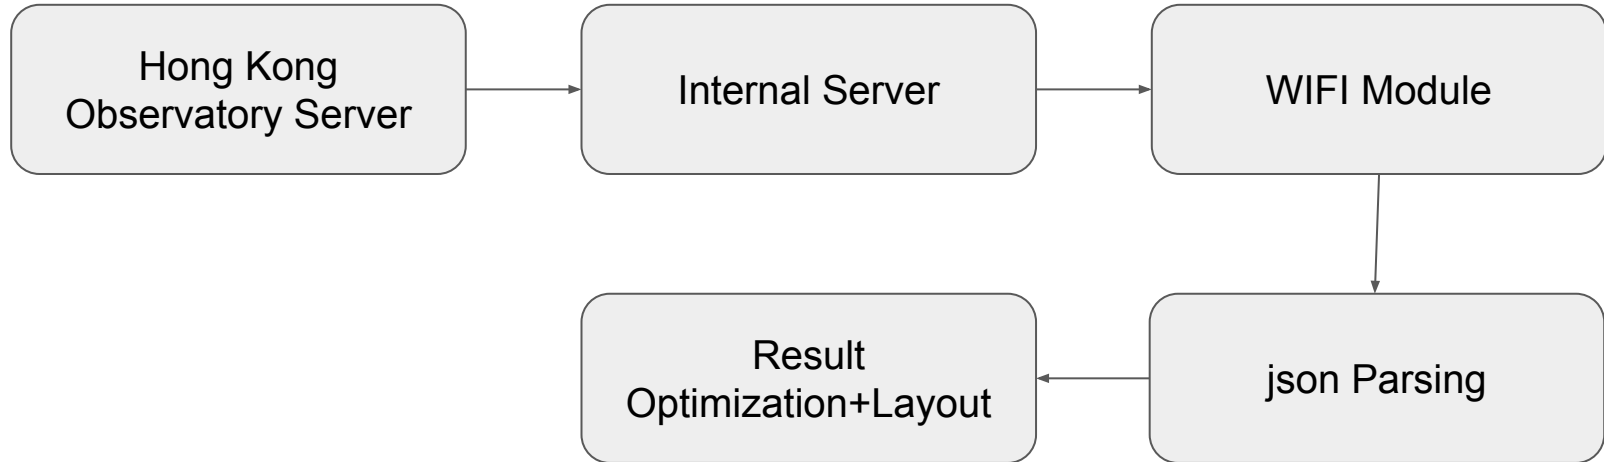 Hong Kong
Observatory Server
Internal Server
WIFI Module
json Parsing
Result
Optimization+Layout